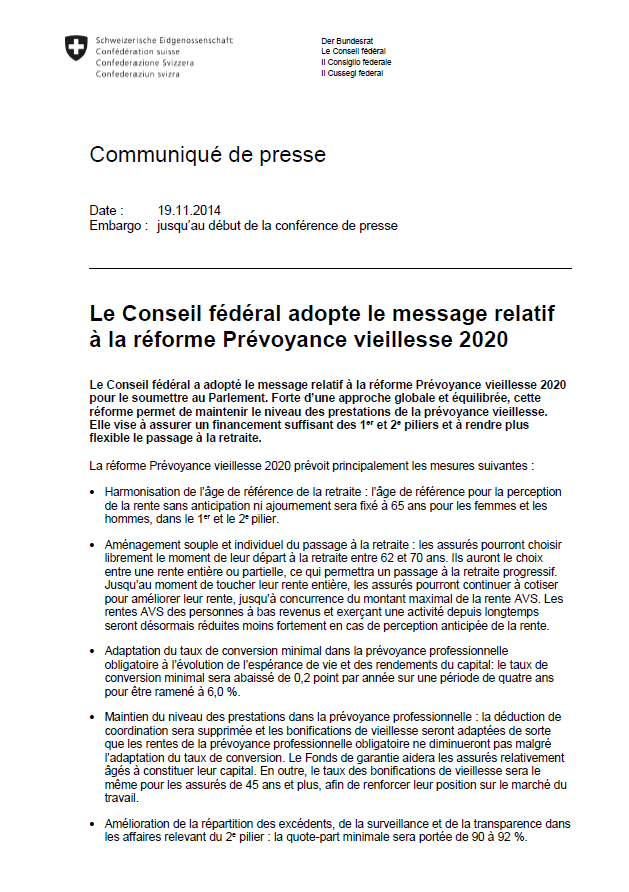 Schweizerische Eidgenossenschaft
Confédération suisse
Confederazione Svizzera
Confederaziun svizra
Der Bundesrat
Le Conseil fédéral
Il Consiglio federale
Il Cussegl federal
Communiqué de presse
Date : 19.11.2014
Embargo : jusqu'au début de la conférence de presse
Le Conseil fédéral adopte le message relatif
à la réforme Prévoyance vieillesse 2020
Le Conseil fédéral a adopté le message relatif à la réforme Prévoyance vieillesse 2020
pour le soumettre au Parlement. Forte d'une approche globale et équilibrée, cette
réforme permet de maintenir le niveau des prestations de la prévoyance vieillesse.
Elle vise à assurer un financement suffisant des 1er et 2e piliers et à rendre plus
flexible le passage à la retraite.
La réforme Prévoyance vieillesse 2020 prévoit principalement les mesures suivantes :
• Harmonisation de l'âge de référence de la retraite : l'âge de référence pour la perception
de la rente sans anticipation ni ajournement sera fixé à 65 ans pour les femmes et les
hommes, dans le 1er et le 2e pilier.
• Aménagement souple et individuel du passage à la retraite : les assurés pourront choisir
librement le moment de leur départ à la retraite entre 62 et 70 ans. Ils auront le choix
entre une rente entière ou partielle, ce qui permettra un passage à la retraite progressif.
Jusqu'au moment de toucher leur rente entière, les assurés pourront continuer à cotiser
pour améliorer leur rente, jusqu'à concurrence du montant maximal de la rente AVS. Les
rentes AVS des personnes à bas revenus et exerçant une activité depuis longtemps
seront désormais réduites moins fortement en cas de perception anticipée de la rente.
• Adaptation du taux de conversion minimal dans la prévoyance professionnelle
obligatoire à l'évolution de l'espérance de vie et des rendements du capital: le taux de
conversion minimal sera abaissé de 0,2 point par année sur une période de quatre ans
pour être ramené à 6,0 %.
• Maintien du niveau des prestations dans la prévoyance professionnelle : la déduction de
coordination sera supprimée et les bonifications de vieillesse seront adaptées de sorte
que les rentes de la prévoyance professionnelle obligatoire ne diminueront pas malgré
l'adaptation du taux de conversion. Le Fonds de garantie aidera les assurés relativement
âgés à constituer leur capital. En outre, le taux des bonifications de vieillesse sera le
même pour les assurés de 45 ans et plus, afin de renforcer leur position sur le marché du
travail.
• Amélioration de la répartition des excédents, de la surveillance et de la transparence dans
les affaires relevant du 2e pilier : la quote-part minimale sera portée de 90 à 92 %.